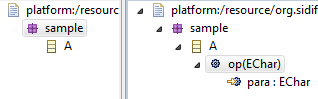 platform:/resourc
sample
A
platform:/resource/org.sidif
sample
A
op(EChar)
para : EChar